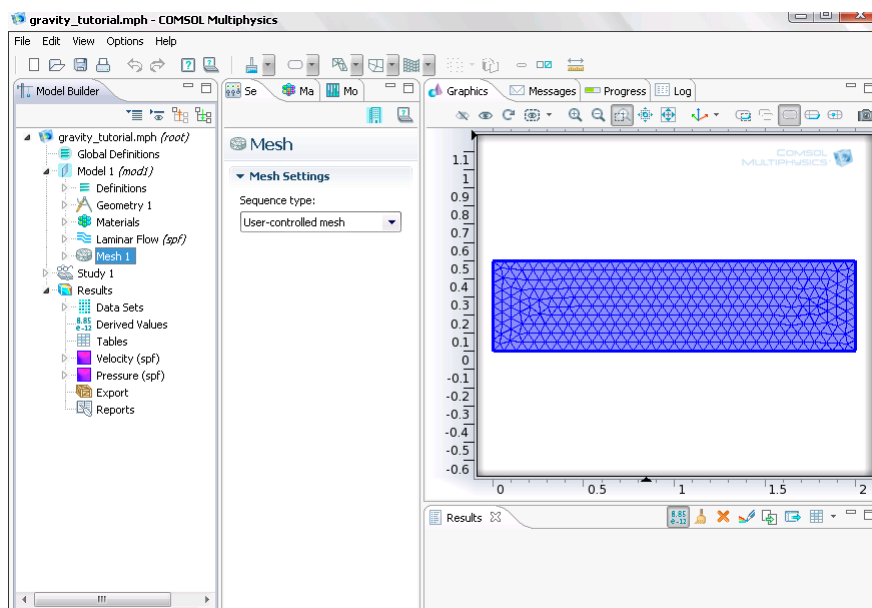 gravity_tutorial.mph - COMSOL Multiphysics
File Edit View Options Help
Model Builder
gravity_tutorial.mph (root)
Global Definitions
Model 1 (mod1)
Definitions
Geometry 1
Materials
Laminar Flow (spf)
Mesh 1
Study 1
Results
Data Sets
8.85 e-12 Derived Values
Tables
Velocity (spf)
Pressure (spf)
Export
Reports
Se Ma Mo
Mesh
Mesh Settings
Sequence type:
User-controlled mesh
Graphics Messages Progress Log
COMSOL
MULTIPHYSICS
1.1
1
0.9
0.8
0.7
0.6
0.5
0.4
0.3
0.2
0.1
0
-0.1
-0.2
-0.3
-0.4
-0.5
-0.6
0 0.5 1 1.5 2
Results
8.85
e-12